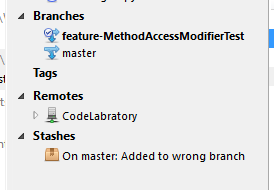 Branches
feature-MethodAccessModifierTest
master
Tags
Remotes
CodeLabratory
Stashes
On master: Added to wrong branch